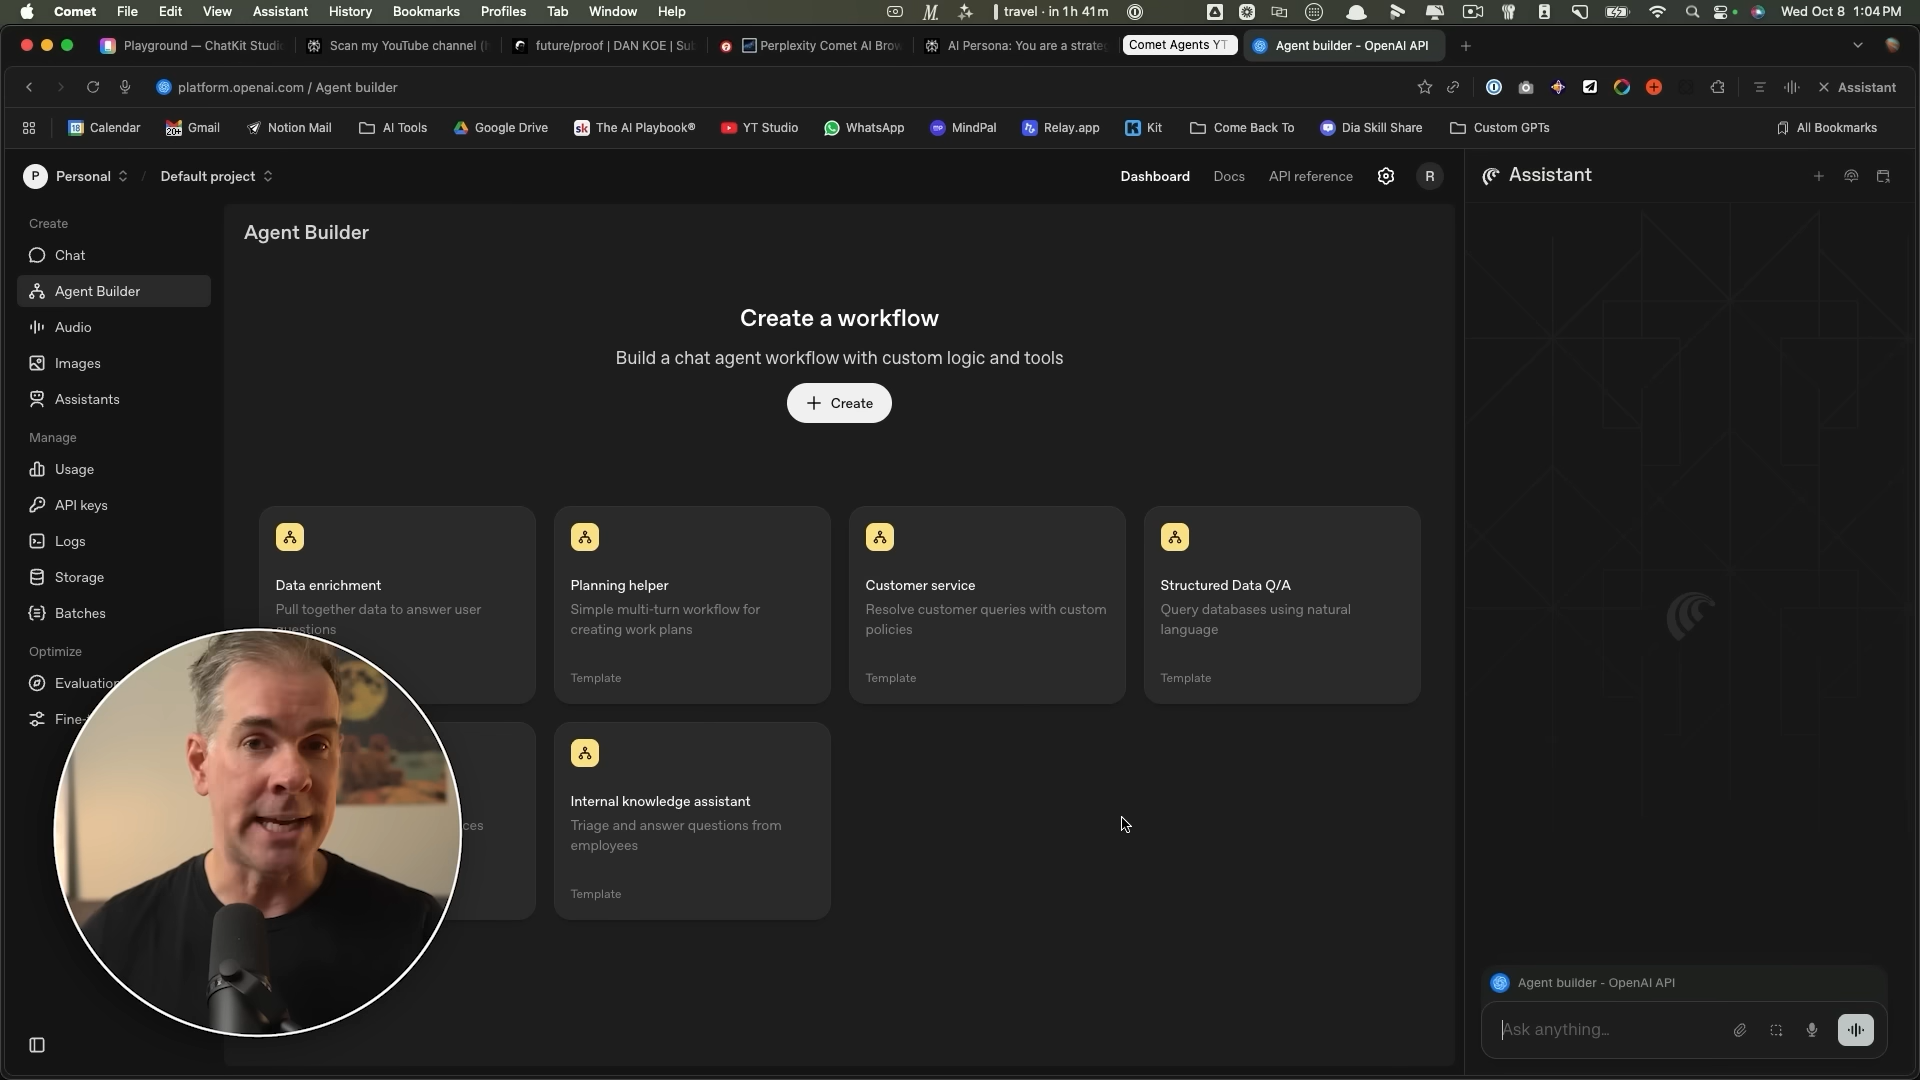 Comet File Edit View Assistant History Bookmarks Profiles Tab Window Help travel · in 1h 41m Wed Oct 8 1:04 PM
Playground — ChatKit Studi Scan my YouTube channel ( future/proof | DAN KOE | Su Perplexity Comet AI Brow AI Persona: You are a strate Comet Agents YT Agent builder - OpenAI API
platform.openai.com / Agent builder Assistant
Calendar Gmail Notion Mail AI Tools Google Drive The AI Playbook® YT Studio WhatsApp MindPal Relay.app Kit Come Back To Dia Skill Share Custom GPTs All Bookmarks
P Personal / Default project Dashboard Docs API reference R
Assistant
Create
Chat
Agent Builder
Audio
Images
Assistants
Manage
Usage
API keys
Logs
Storage
Batches
Optimize
Evaluation
Fine-
Agent Builder
Create a workflow
Build a chat agent workflow with custom logic and tools
+ Create
Data enrichment
Pull together data to answer user
questions
Planning helper
Simple multi-turn workflow for
creating work plans
Template
Customer service
Resolve customer queries with custom
policies
Template
Structured Data Q/A
Query databases using natural
language
Template
ces
Internal knowledge assistant
Triage and answer questions from
employees
Template
Agent builder - OpenAI API
Ask anything…